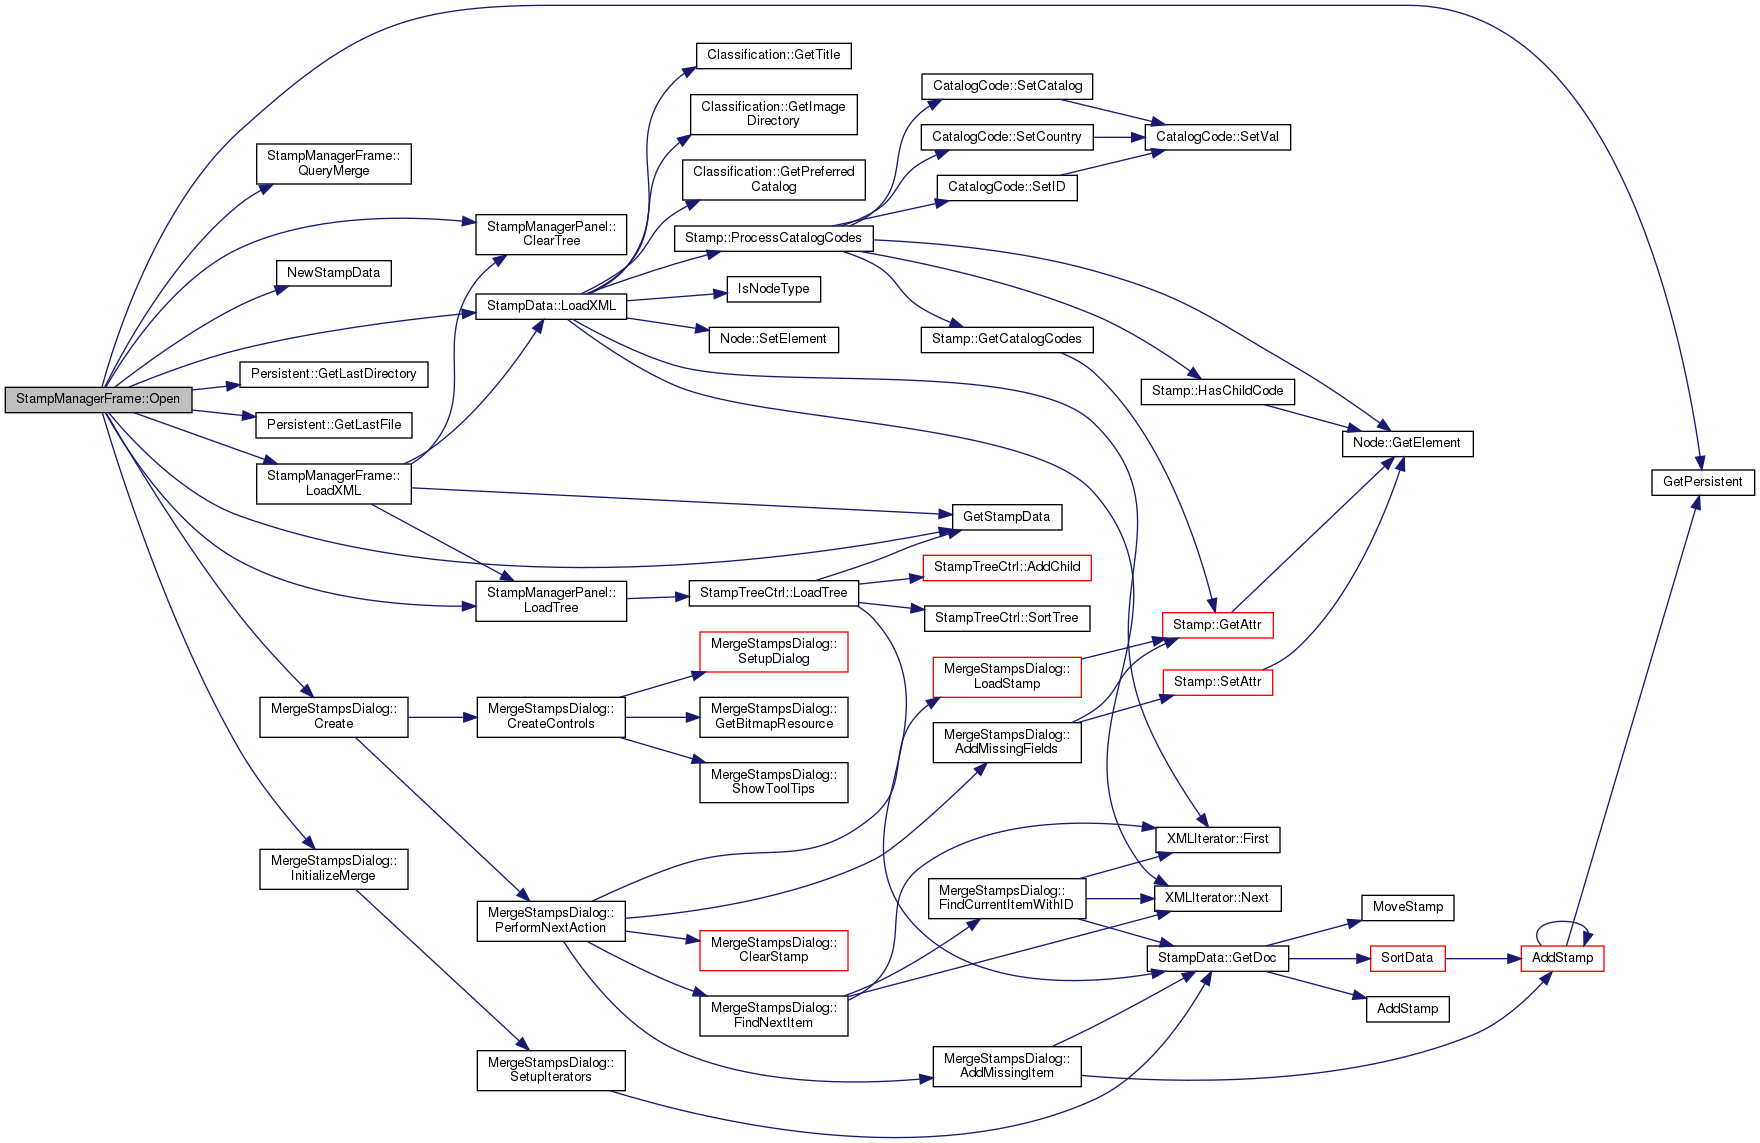 StampManagerFrame::Open
StampManagerFrame::
QueryMerge
StampManagerPanel::
ClearTree
NewStampData
StampData::LoadXML
Persistent::GetLastDirectory
Persistent::GetLastFile
StampManagerFrame::
LoadXML
StampManagerPanel::
LoadTree
MergeStampsDialog::
Create
MergeStampsDialog::
CreateControls
MergeStampsDialog::
InitializeMerge
MergeStampsDialog::
PerformNextAction
MergeStampsDialog::
SetupIterators
Classification::GetTitle
Classification::GetImage
Directory
Classification::GetPreferred
Catalog
Stamp::ProcessCatalogCodes
IsNodeType
Node::SetElement
StampTreeCtrl::LoadTree
MergeStampsDialog::
SetupDialog
MergeStampsDialog::
GetBitmapResource
MergeStampsDialog::
ShowToolTips
MergeStampsDialog::
ClearStamp
MergeStampsDialog::
FindNextItem
CatalogCode::SetCatalog
CatalogCode::SetCountry
CatalogCode::SetID
Stamp::GetCatalogCodes
GetStampData
StampTreeCtrl::AddChild
StampTreeCtrl::SortTree
MergeStampsDialog::
LoadStamp
MergeStampsDialog::
AddMissingFields
MergeStampsDialog::
FindCurrentItemWithID
MergeStampsDialog::
AddMissingItem
CatalogCode::SetVal
Stamp::HasChildCode
Stamp::GetAttr
Stamp::SetAttr
XMLIterator::First
XMLIterator::Next
StampData::GetDoc
Node::GetElement
MoveStamp
SortData
AddStamp
AddStamp
GetPersistent